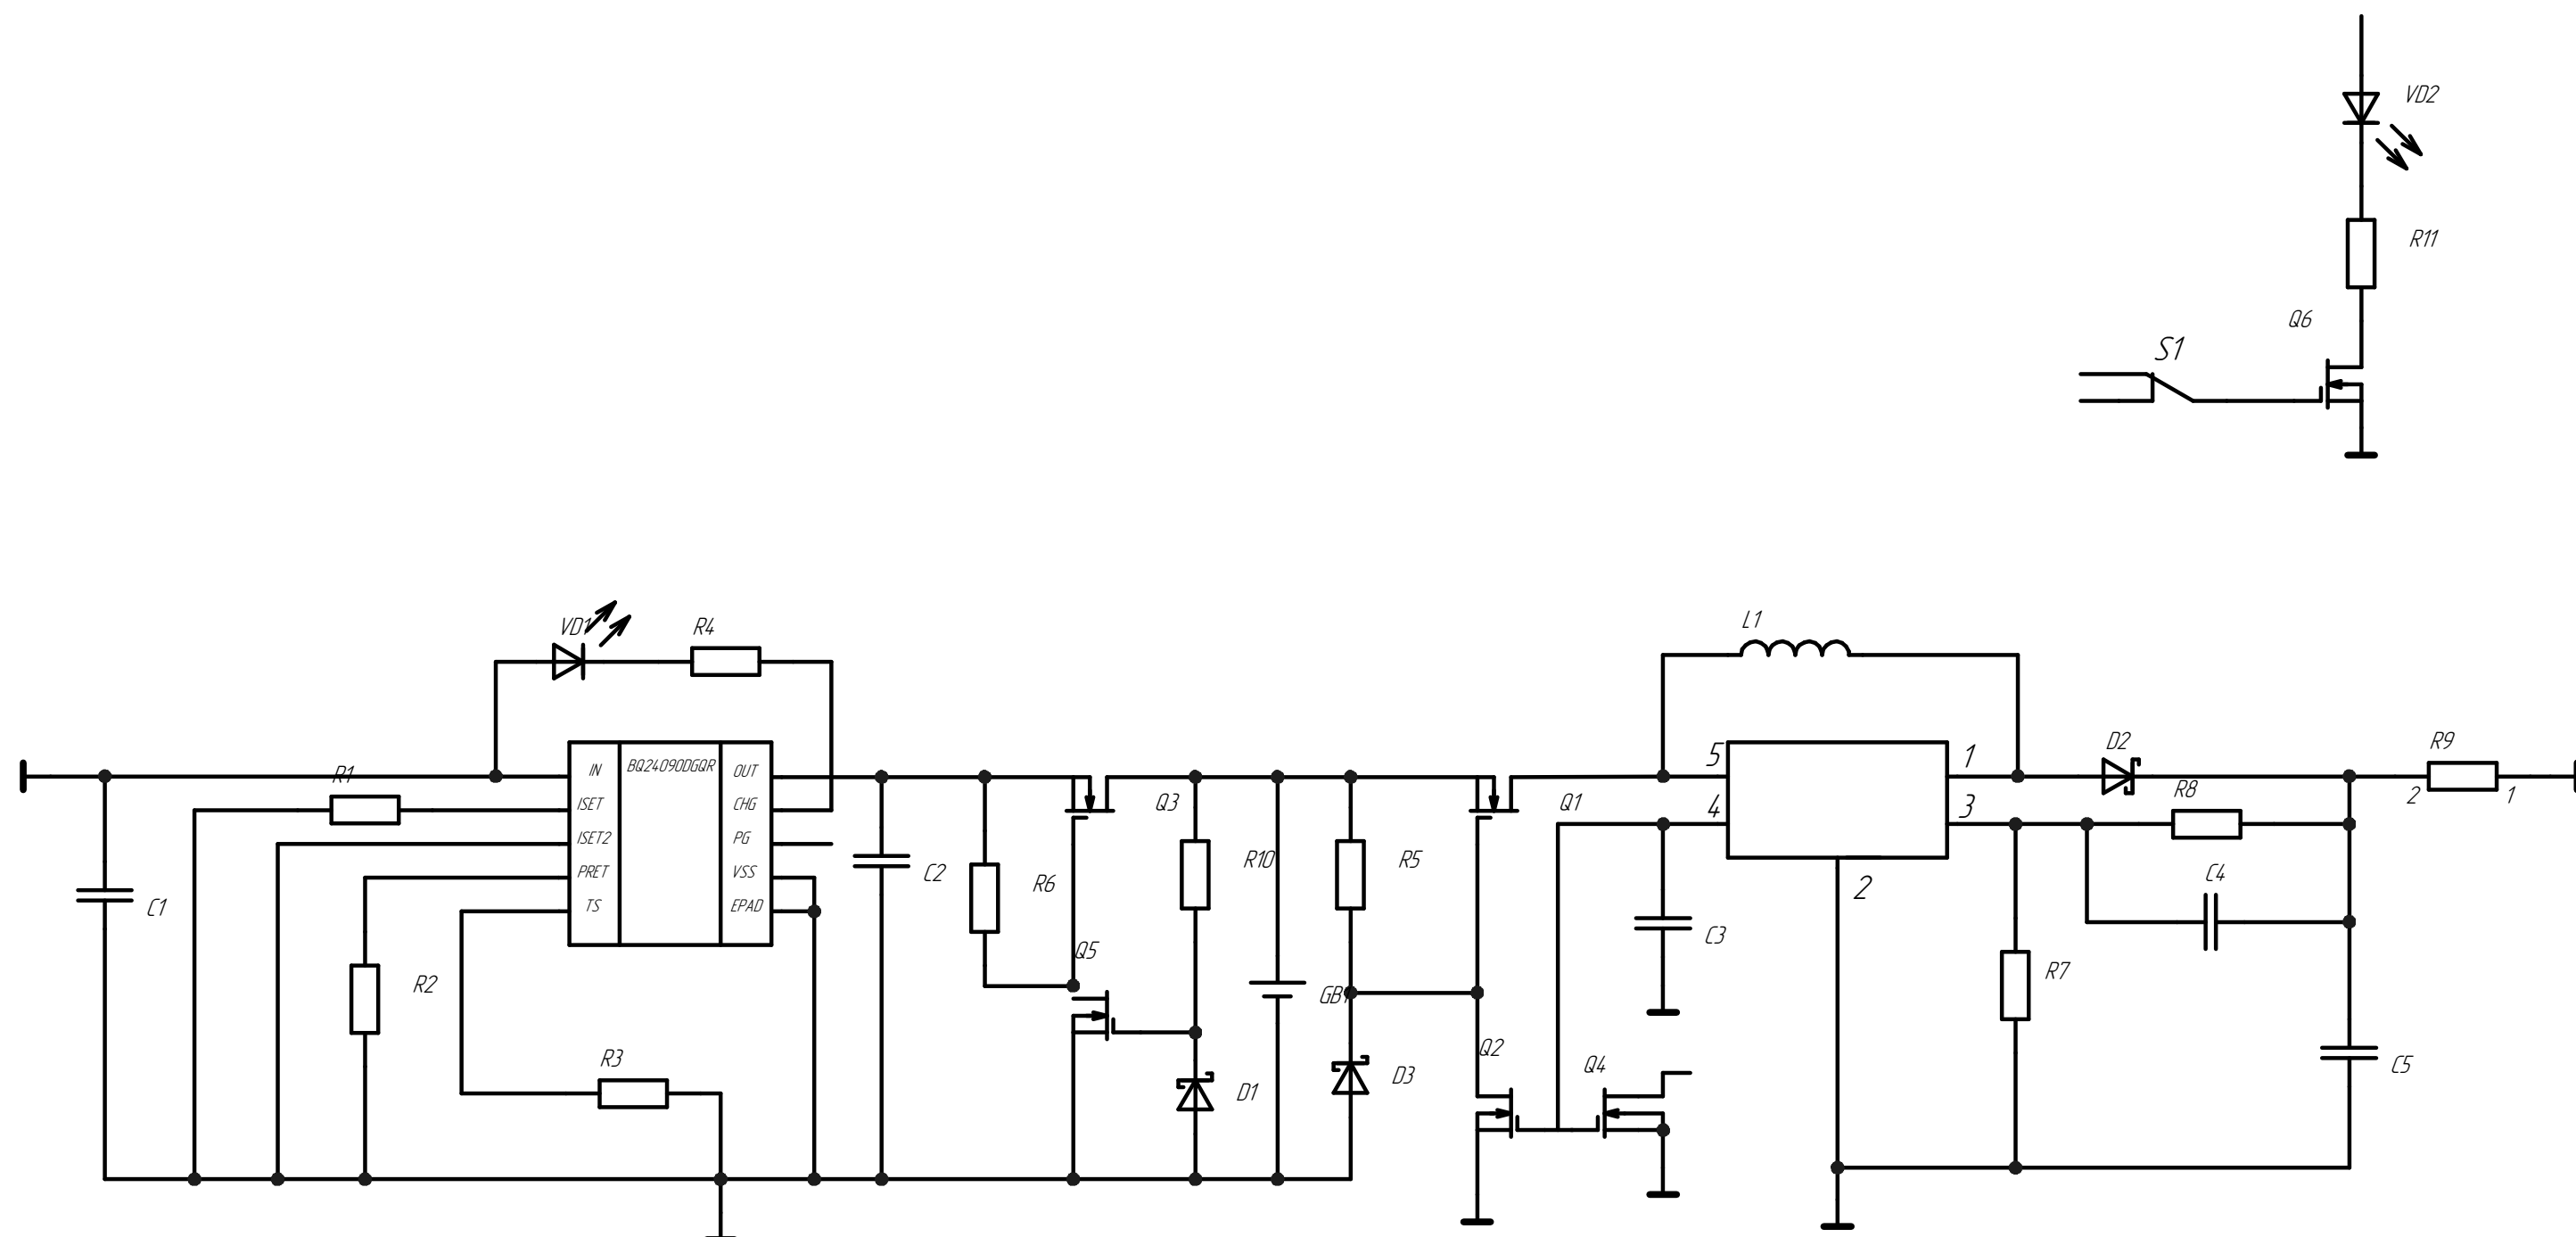 VD2
R11
Q6
S1
VD1
R4
L1
R1
IN
BQ24090DGQR
OUT
ISET
CHG
ISET2
PG
PRET
VSS
TS
EPAD
C1
R2
R3
C2
R6
Q5
Q3
R10
D1
GB1
R5
D3
Q1
Q2
Q4
C3
5
4
1
3
2
D2
R8
C4
R7
C5
R9
2
1